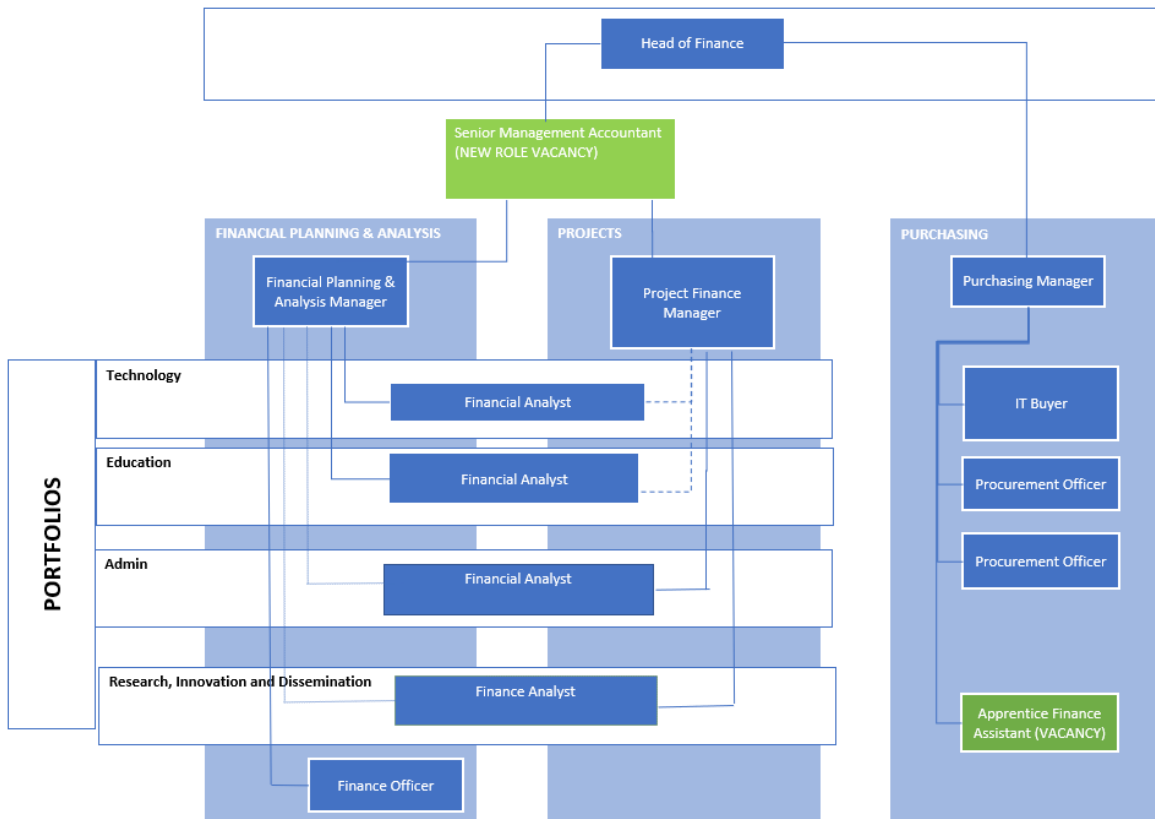 Head of Finance
Senior Management Accountant
(NEW ROLE VACANCY)
FINANCIAL PLANNING & ANALYSIS
PROJECTS
PURCHASING
Financial Planning &
Analysis Manager
Project Finance
Manager
Purchasing Manager
PORTFOLIOS
Technology
Financial Analyst
IT Buyer
Education
Financial Analyst
Procurement Officer
Admin
Financial Analyst
Procurement Officer
Research, Innovation and Dissemination
Finance Analyst
Apprentice Finance
Assistant (VACANCY)
Finance Officer